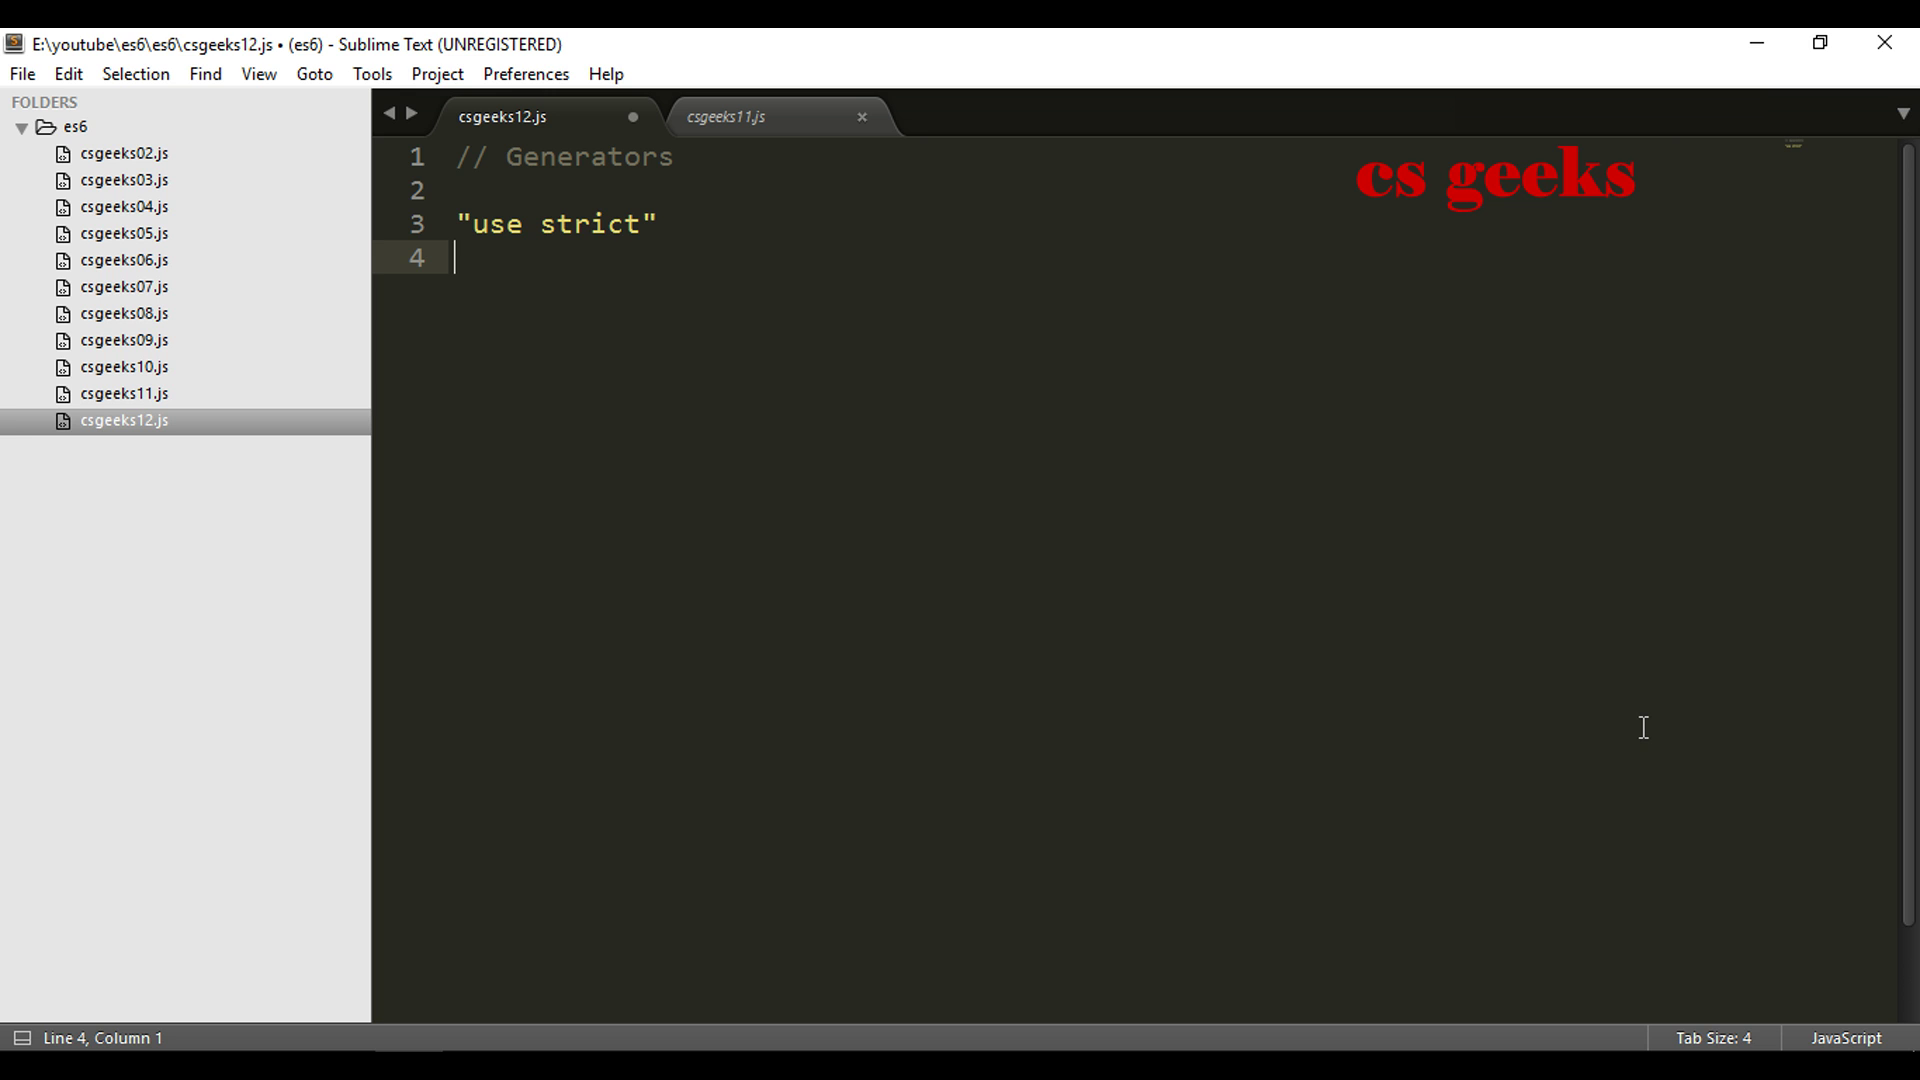 E:\youtube\es6\es6\csgeeks12.js • (es6) - Sublime Text (UNREGISTERED)
File Edit Selection Find View Goto Tools Project Preferences Help
FOLDERS
es6
csgeeks02.js
csgeeks03.js
csgeeks04.js
csgeeks05.js
csgeeks06.js
csgeeks07.js
csgeeks08.js
csgeeks09.js
csgeeks10.js
csgeeks11.js
csgeeks12.js
csgeeks12.js csgeeks11.js
1 // Generators
2
3 "use strict"
4
cs geeks
Line 4, Column 1 Tab Size: 4 JavaScript